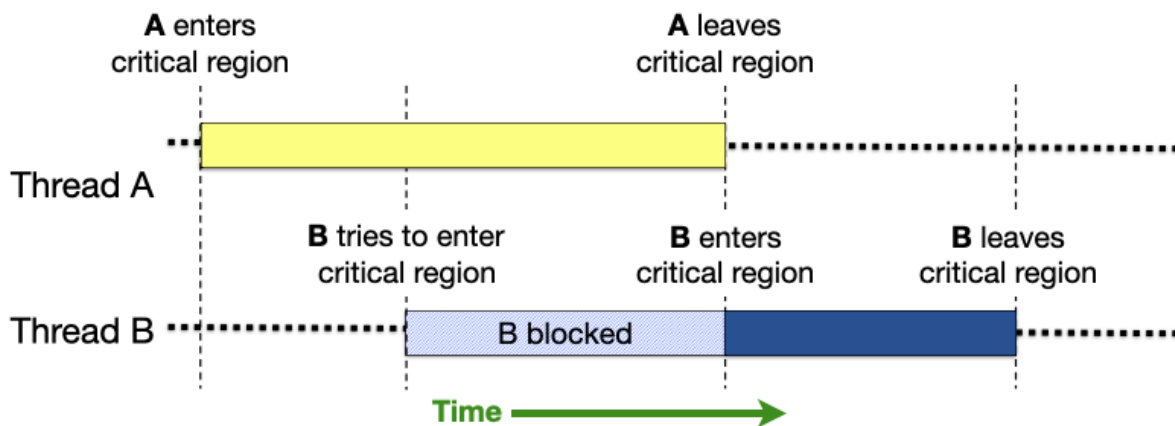 A enters
critical region
A leaves
critical region
Thread A
B tries to enter
critical region
B enters
critical region
B leaves
critical region
Thread B
B blocked
Time